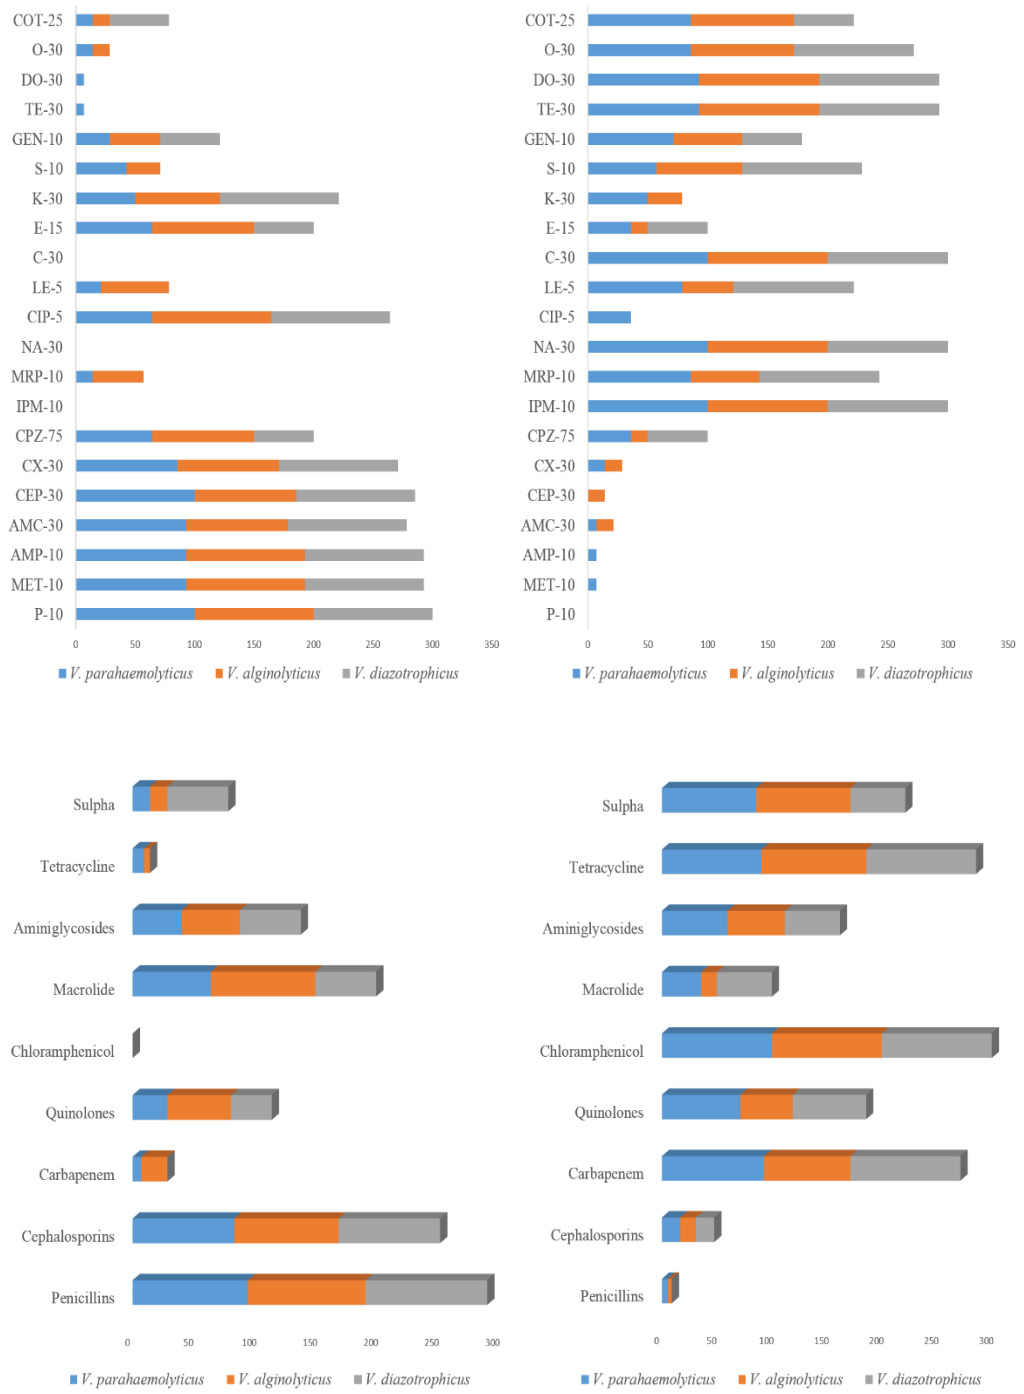 COT-25
O-30
DO-30
TE-30
GEN-10
S-10
K-30
E-15
C-30
LE-5
CIP-5
NA-30
MRP-10
IPM-10
CPZ-75
CX-30
CEP-30
AMC-30
AMP-10
MET-10
P-10
0 50 100 150 200 250 300 350
V. parahaemolyticus V. alginolyticus V. diazotrophicus
COT-25
O-30
DO-30
TE-30
GEN-10
S-10
K-30
E-15
C-30
LE-5
CIP-5
NA-30
MRP-10
IPM-10
CPZ-75
CX-30
CEP-30
AMC-30
AMP-10
MET-10
P-10
0 50 100 150 200 250 300 350
V. parahaemolyticus V. alginolyticus V. diazotrophicus
Sulpha
Tetracycline
Aminiglycosides
Macrolide
Chloramphenicol
Quinolones
Carbapenem
Cephalosporins
Penicillins
0 50 100 150 200 250 300
V. parahaemolyticus V. alginolyticus V. diazotrophicus
Sulpha
Tetracycline
Aminiglycosides
Macrolide
Chloramphenicol
Quinolones
Carbapenem
Cephalosporins
Penicillins
0 50 100 150 200 250 300
V. parahaemolyticus V. alginolyticus V. diazotrophicus